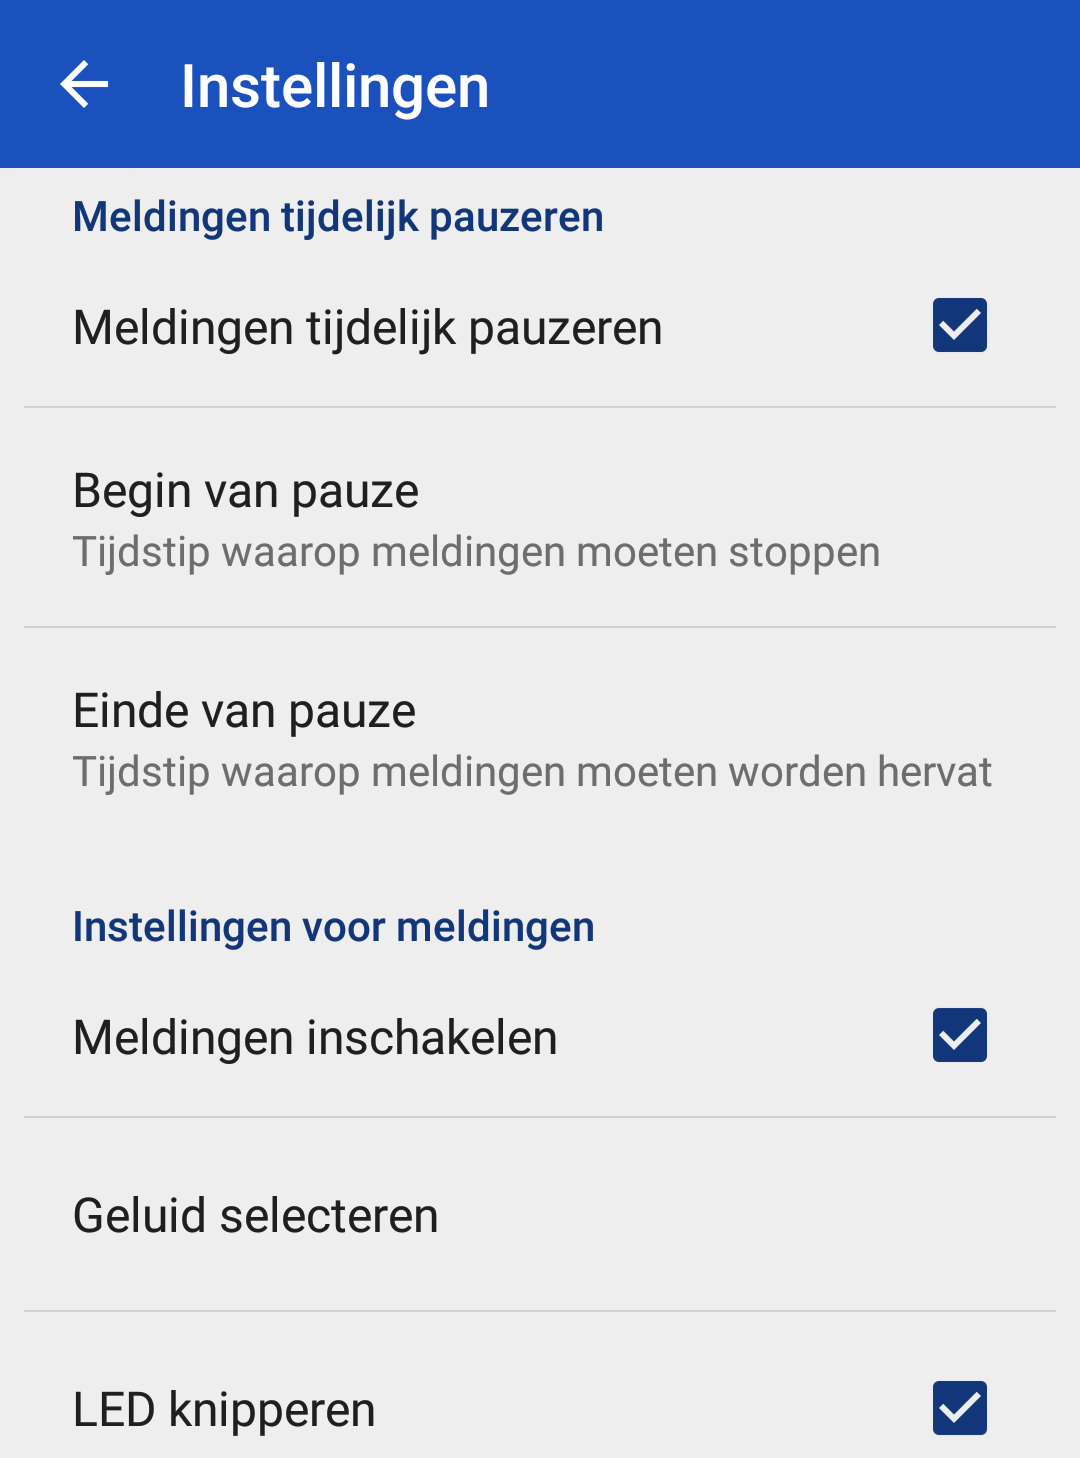 Instellingen
Meldingen tijdelijk pauzeren
Meldingen tijdelijk pauzeren
Begin van pauze
Tijdstip waarop meldingen moeten stoppen
Einde van pauze
Tijdstip waarop meldingen moeten worden hervat
Instellingen voor meldingen
Meldingen inschakelen
Geluid selecteren
LED knipperen